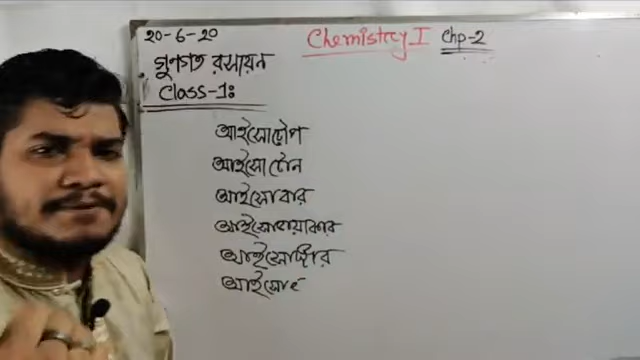 20-6-20
Chemistry I Chp-2
গুণগত রসায়ন
Class-1:
আইসোটোপ
আইসোটোন
আইসোবার
আইসোডায়াফার
আইসোস্টার
আইসোই